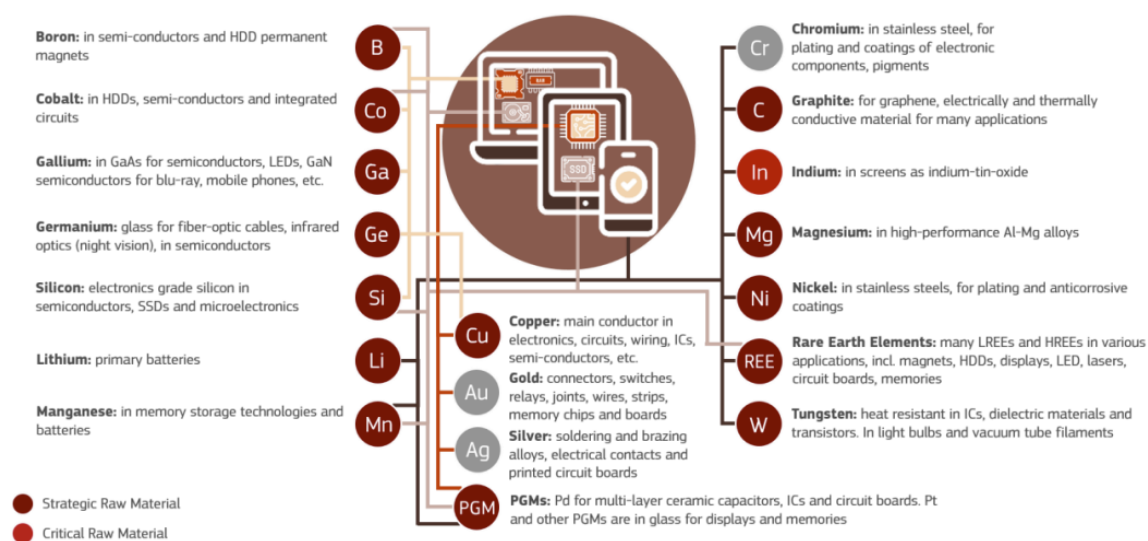 Boron: in semi-conductors and HDD permanent
magnets
B
Cobalt: in HDDs, semi-conductors and integrated
circuits
Co
Gallium: in GaAs for semiconductors, LEDs, GaN
semiconductors for blu-ray, mobile phones, etc.
Ga
Germanium: glass for fiber-optic cables, infrared
optics (night vision), in semiconductors
Ge
Silicon: electronics grade silicon in
semiconductors, SSDs and microelectronics
Si
Lithium: primary batteries
Li
Manganese: in memory storage technologies and
batteries
Mn
SSD
Cu
Copper: main conductor in
electronics, circuits, wiring, ICs,
semi-conductors, etc.
Au
Gold: connectors, switches,
relays, joints, wires, strips,
memory chips and boards
Ag
Silver: soldering and brazing
alloys, electrical contacts and
printed circuit boards
PGM
PGMs: Pd for multi-layer ceramic capacitors, ICs and circuit boards. Pt
and other PGMs are in glass for displays and memories
Cr
Chromium: in stainless steel, for
plating and coatings of electronic
components, pigments
C
Graphite: for graphene, electrically and thermally
conductive material for many applications
In
Indium: in screens as indium-tin-oxide
Mg
Magnesium: in high-performance Al-Mg alloys
Ni
Nickel: in stainless steels, for plating and anticorrosive
coatings
REE
Rare Earth Elements: many LREEs and HREEs in various
applications, incl. magnets, HDDs, displays, LED, lasers,
circuit boards, memories
W
Tungsten: heat resistant in ICs, dielectric materials and
transistors. In light bulbs and vacuum tube filaments
Strategic Raw Material
Critical Raw Material